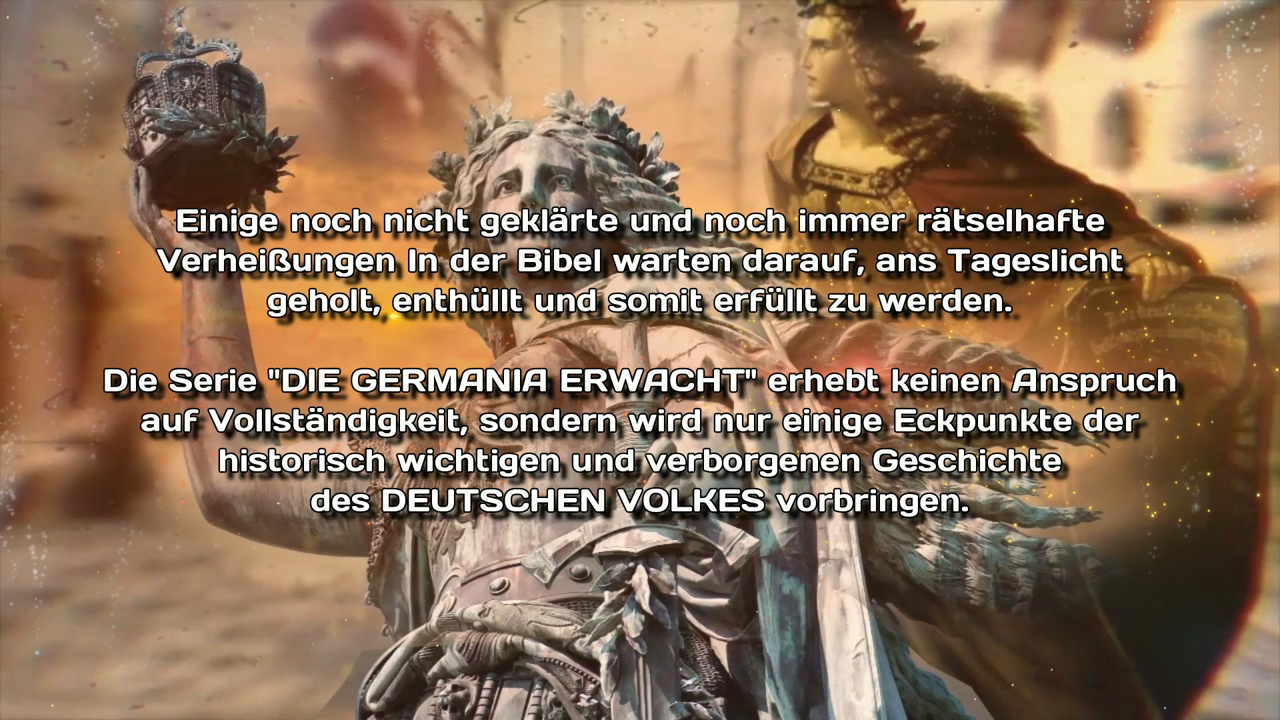 Einige noch nicht geklärte und noch immer rätselhafte
Verheißungen In der Bibel warten darauf, ans Tageslicht
geholt, enthüllt und somit erfüllt zu werden.
Die Serie "DIE GERMANIA ERWACHT" erhebt keinen Anspruch
auf Vollständigkeit, sondern wird nur einige Eckpunkte der
historisch wichtigen und verborgenen Geschichte
des DEUTSCHEN VOLKES vorbringen.